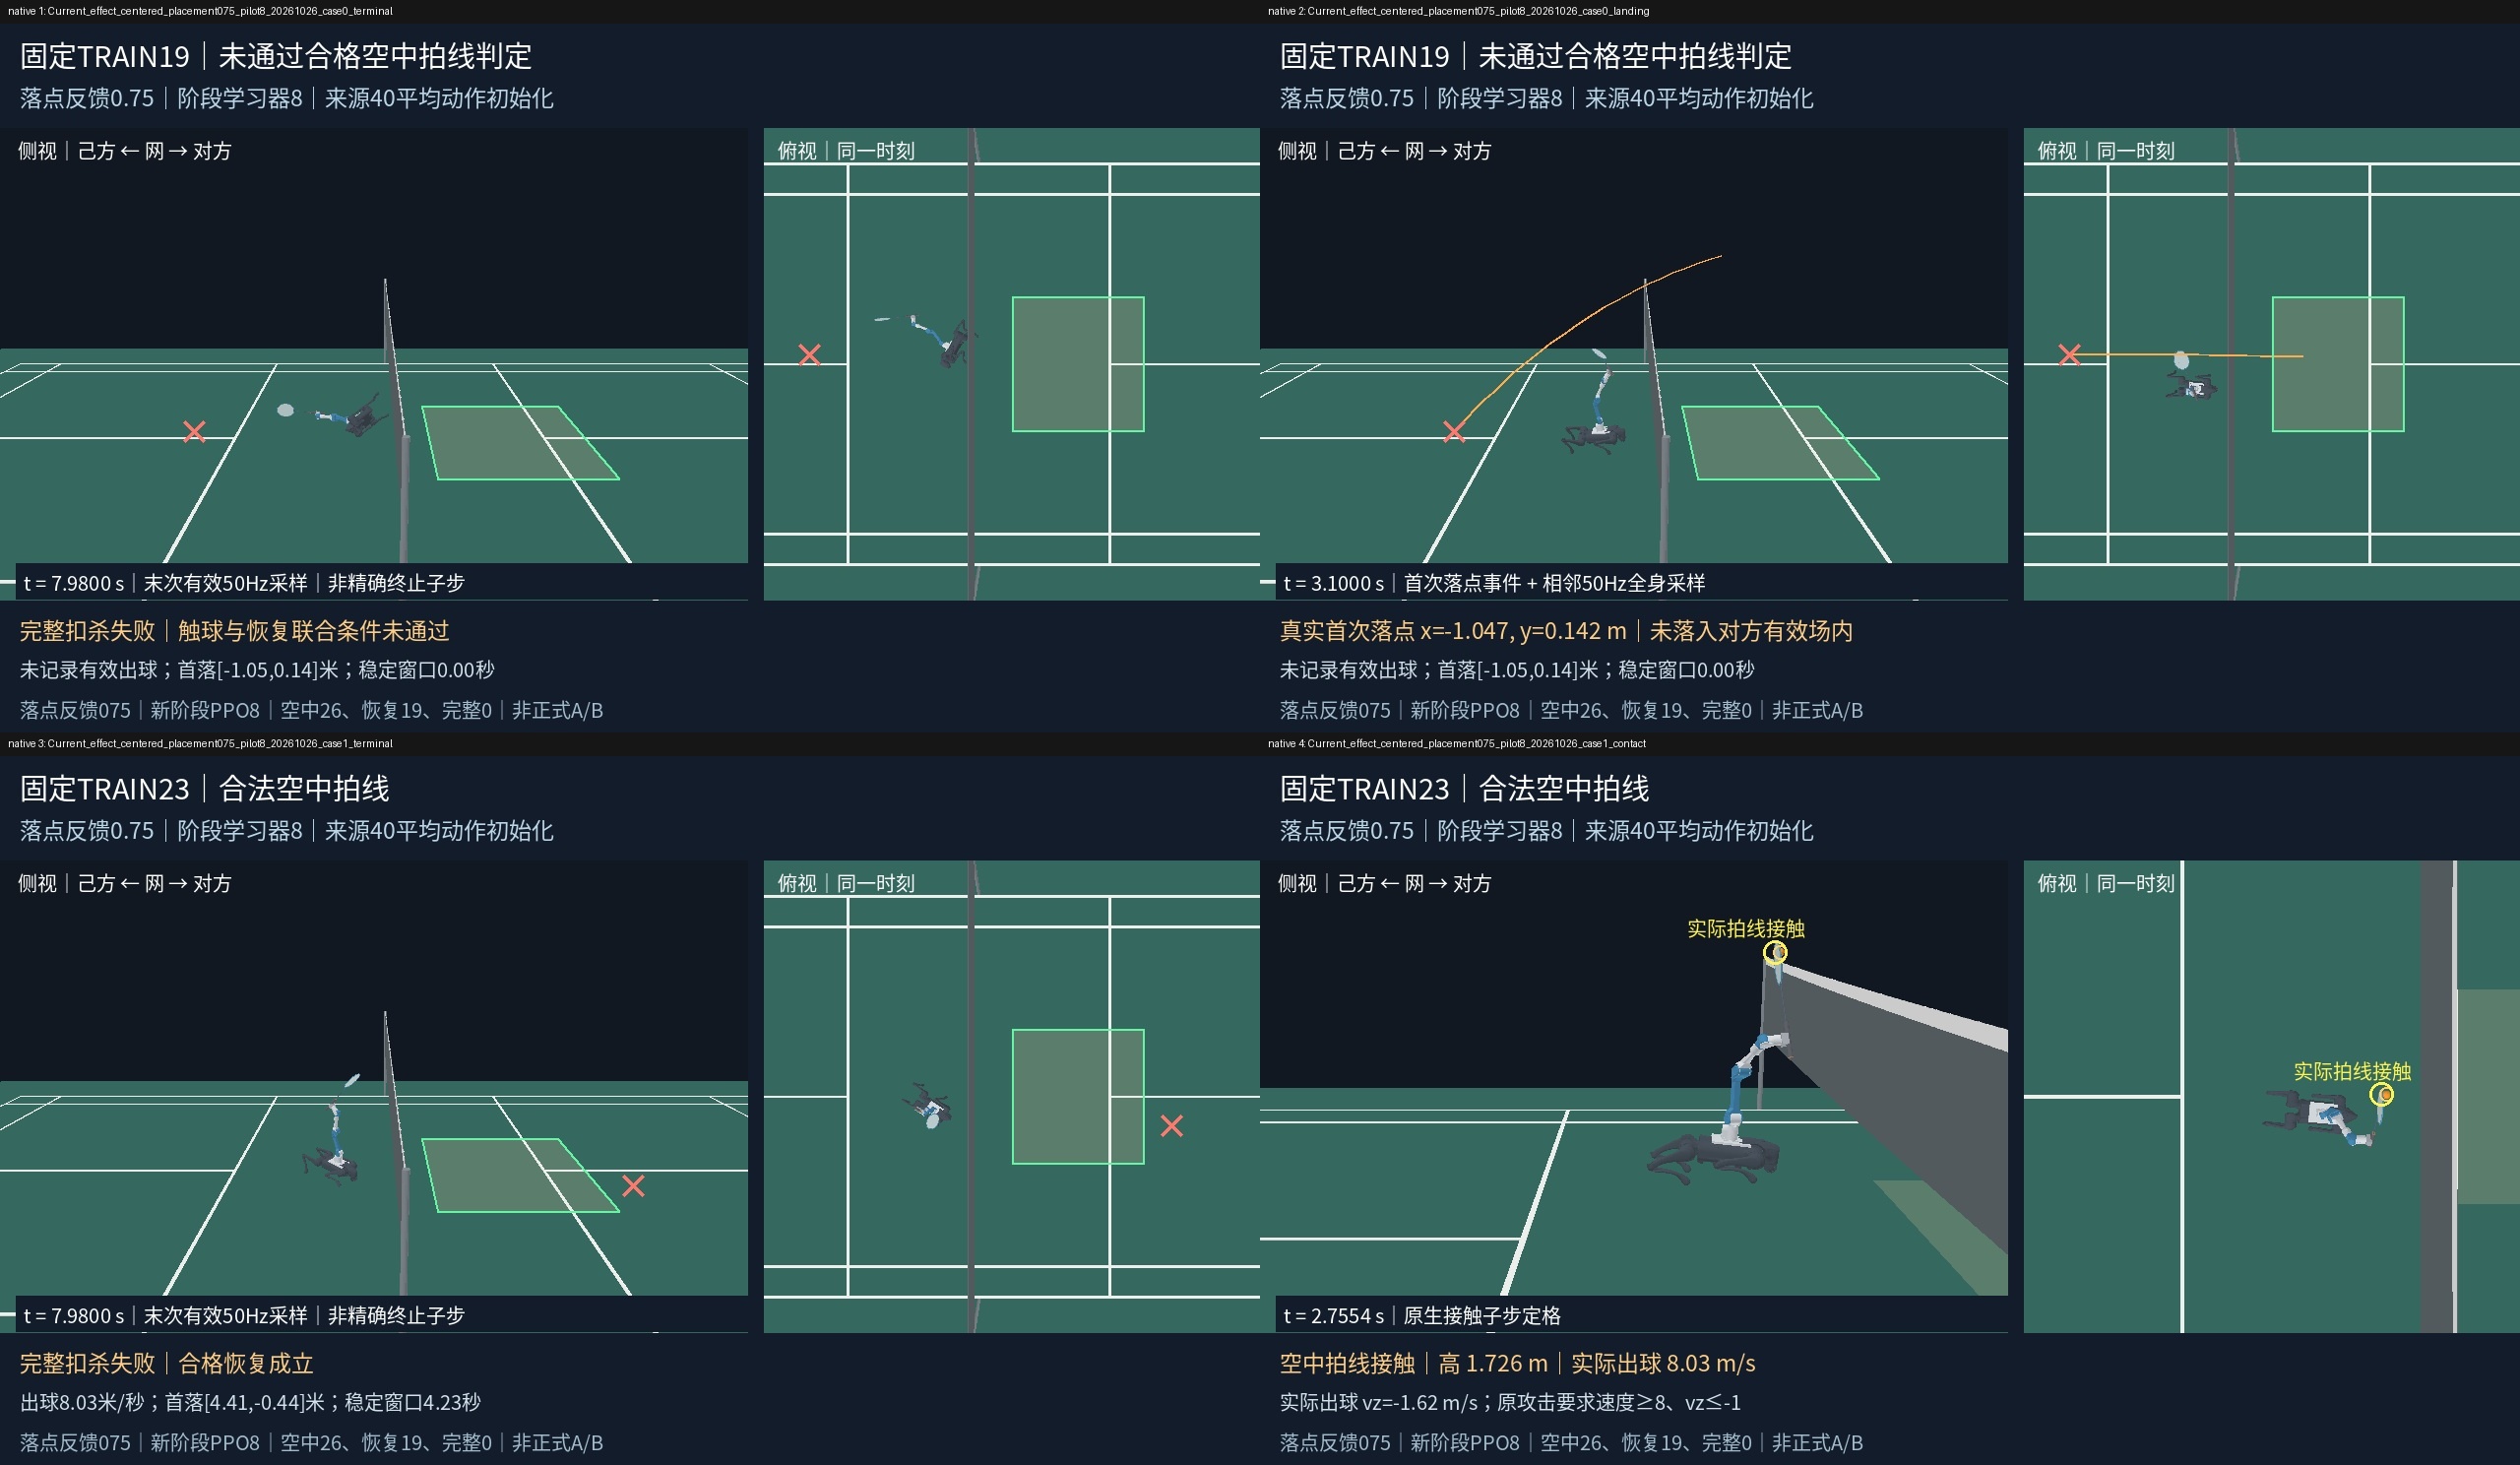 native 1: Current_effect_centered_placement075_pilot8_20261026_case0_terminal
固定TRAIN19｜未通过合格空中拍线判定
落点反馈0.75｜阶段学习器8｜来源40平均动作初始化
侧视｜己方 ← 网 → 对方
俯视｜同一时刻
t = 7.9800 s｜末次有效50Hz采样｜非精确终止子步
完整扣杀失败｜触球与恢复联合条件未通过
未记录有效出球；首落[-1.05,0.14]米；稳定窗口0.00秒
落点反馈075｜新阶段PPO8｜空中26、恢复19、完整0｜非正式A/B
native 2: Current_effect_centered_placement075_pilot8_20261026_case0_landing
固定TRAIN19｜未通过合格空中拍线判定
落点反馈0.75｜阶段学习器8｜来源40平均动作初始化
侧视｜己方 ← 网 → 对方
俯视｜同一时刻
t = 3.1000 s｜首次落点事件 + 相邻50Hz全身采样
真实首次落点 x=-1.047, y=0.142 m｜未落入对方有效场内
未记录有效出球；首落[-1.05,0.14]米；稳定窗口0.00秒
落点反馈075｜新阶段PPO8｜空中26、恢复19、完整0｜非正式A/B
native 3: Current_effect_centered_placement075_pilot8_20261026_case1_terminal
固定TRAIN23｜合法空中拍线
落点反馈0.75｜阶段学习器8｜来源40平均动作初始化
侧视｜己方 ← 网 → 对方
俯视｜同一时刻
t = 7.9800 s｜末次有效50Hz采样｜非精确终止子步
完整扣杀失败｜合格恢复成立
出球8.03米/秒；首落[4.41,-0.44]米；稳定窗口4.23秒
落点反馈075｜新阶段PPO8｜空中26、恢复19、完整0｜非正式A/B
native 4: Current_effect_centered_placement075_pilot8_20261026_case1_contact
固定TRAIN23｜合法空中拍线
落点反馈0.75｜阶段学习器8｜来源40平均动作初始化
侧视｜己方 ← 网 → 对方
俯视｜同一时刻
实际拍线接触
实际拍线接触
t = 2.7554 s｜原生接触子步定格
空中拍线接触｜高 1.726 m｜实际出球 8.03 m/s
实际出球 vz=-1.62 m/s；原攻击要求速度≥8、vz≤-1
落点反馈075｜新阶段PPO8｜空中26、恢复19、完整0｜非正式A/B